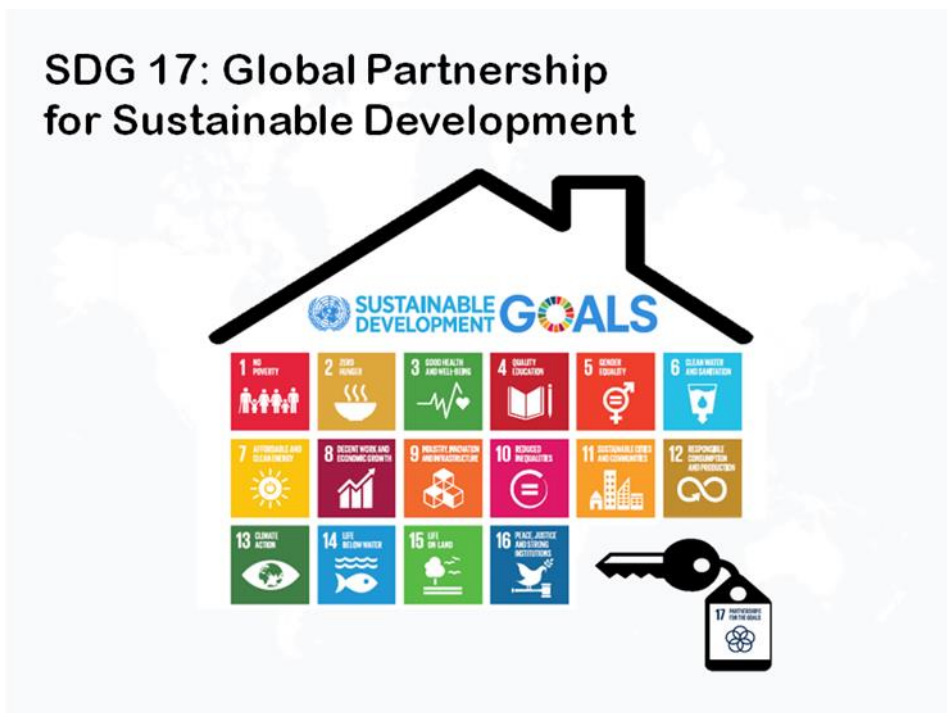 SDG 17: Global Partnership
for Sustainable Development
SUSTAINABLE
DEVELOPMENT
GOALS
1 NO
POVERTY
2 ZERO
HUNGER
3 GOOD HEALTH
AND WELL-BEING
4 QUALITY
EDUCATION
5 GENDER
EQUALITY
6 CLEAN WATER
AND SANITATION
7 AFFORDABLE AND
CLEAN ENERGY
8 DECENT WORK AND
ECONOMIC GROWTH
9 INDUSTRY, INNOVATION
AND INFRASTRUCTURE
10 REDUCED
INEQUALITIES
11 SUSTAINABLE CITIES
AND COMMUNITIES
12 RESPONSIBLE
CONSUMPTION
AND PRODUCTION
13 CLIMATE
ACTION
14 LIFE
BELOW WATER
15 LIFE
ON LAND
16 PEACE, JUSTICE
AND STRONG
INSTITUTIONS
17 PARTNERSHIPS
FOR THE GOALS